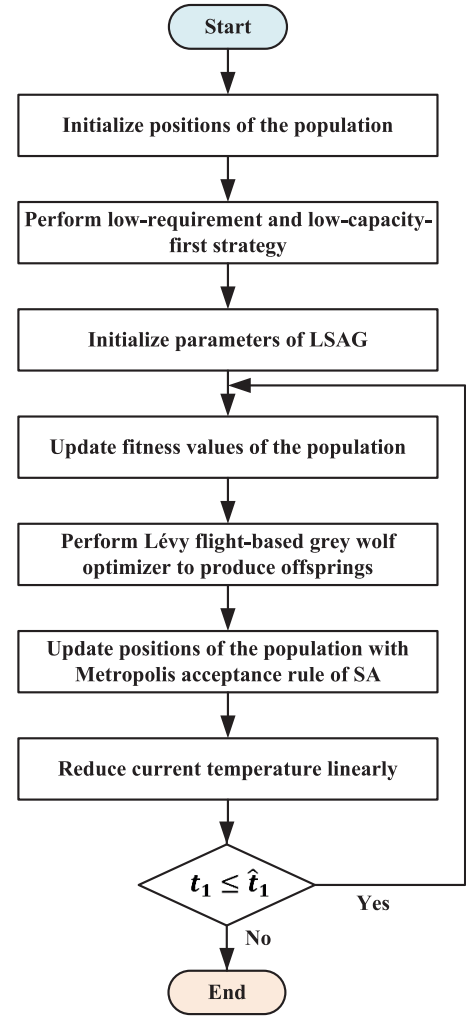 Start
Initialize positions of the population
Perform low-requirement and low-capacity-
first strategy
Initialize parameters of LSAG
Update fitness values of the population
Perform Lévy flight-based grey wolf
optimizer to produce offsprings
Update positions of the population with
Metropolis acceptance rule of SA
Reduce current temperature linearly
t₁ ≤ t̂₁
Yes
No
End